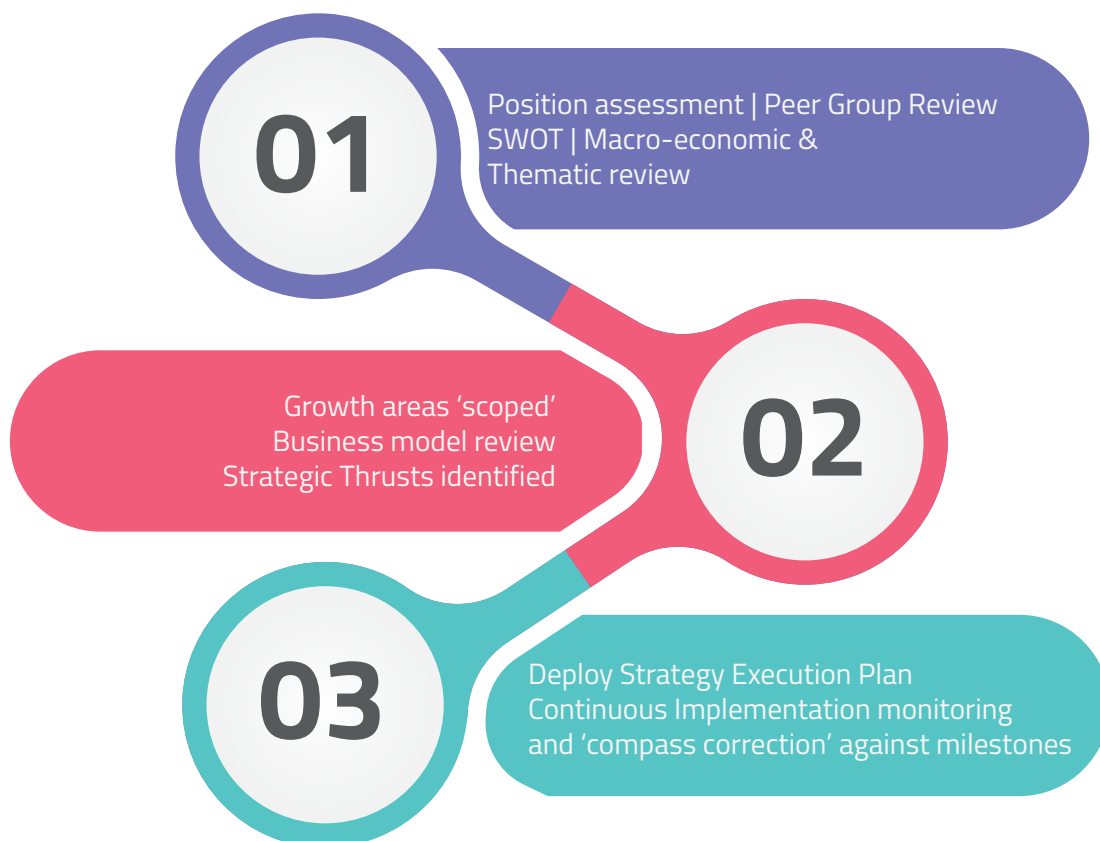 01
Position assessment | Peer Group Review
SWOT | Macro-economic &
Thematic review
Growth areas ‘scoped’
Business model review
Strategic Thrusts identified
02
03
Deploy Strategy Execution Plan
Continuous Implementation monitoring
and ‘compass correction’ against milestones